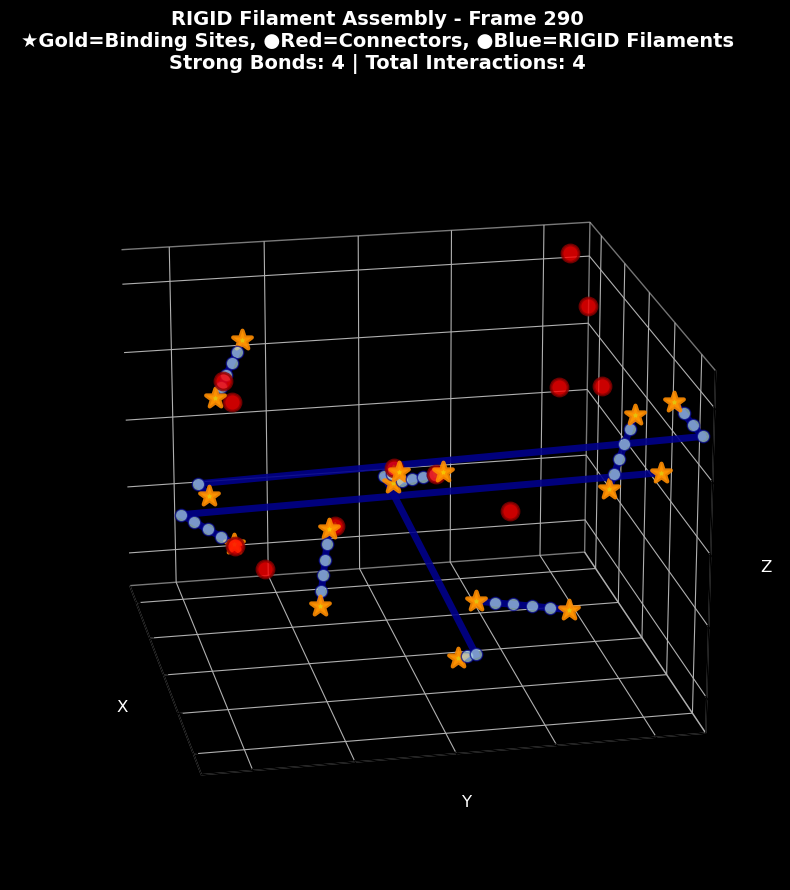 RIGID Filament Assembly - Frame 290
★Gold=Binding Sites, ●Red=Connectors, ●Blue=RIGID Filaments
Strong Bonds: 4 | Total Interactions: 4
Z
X
Y